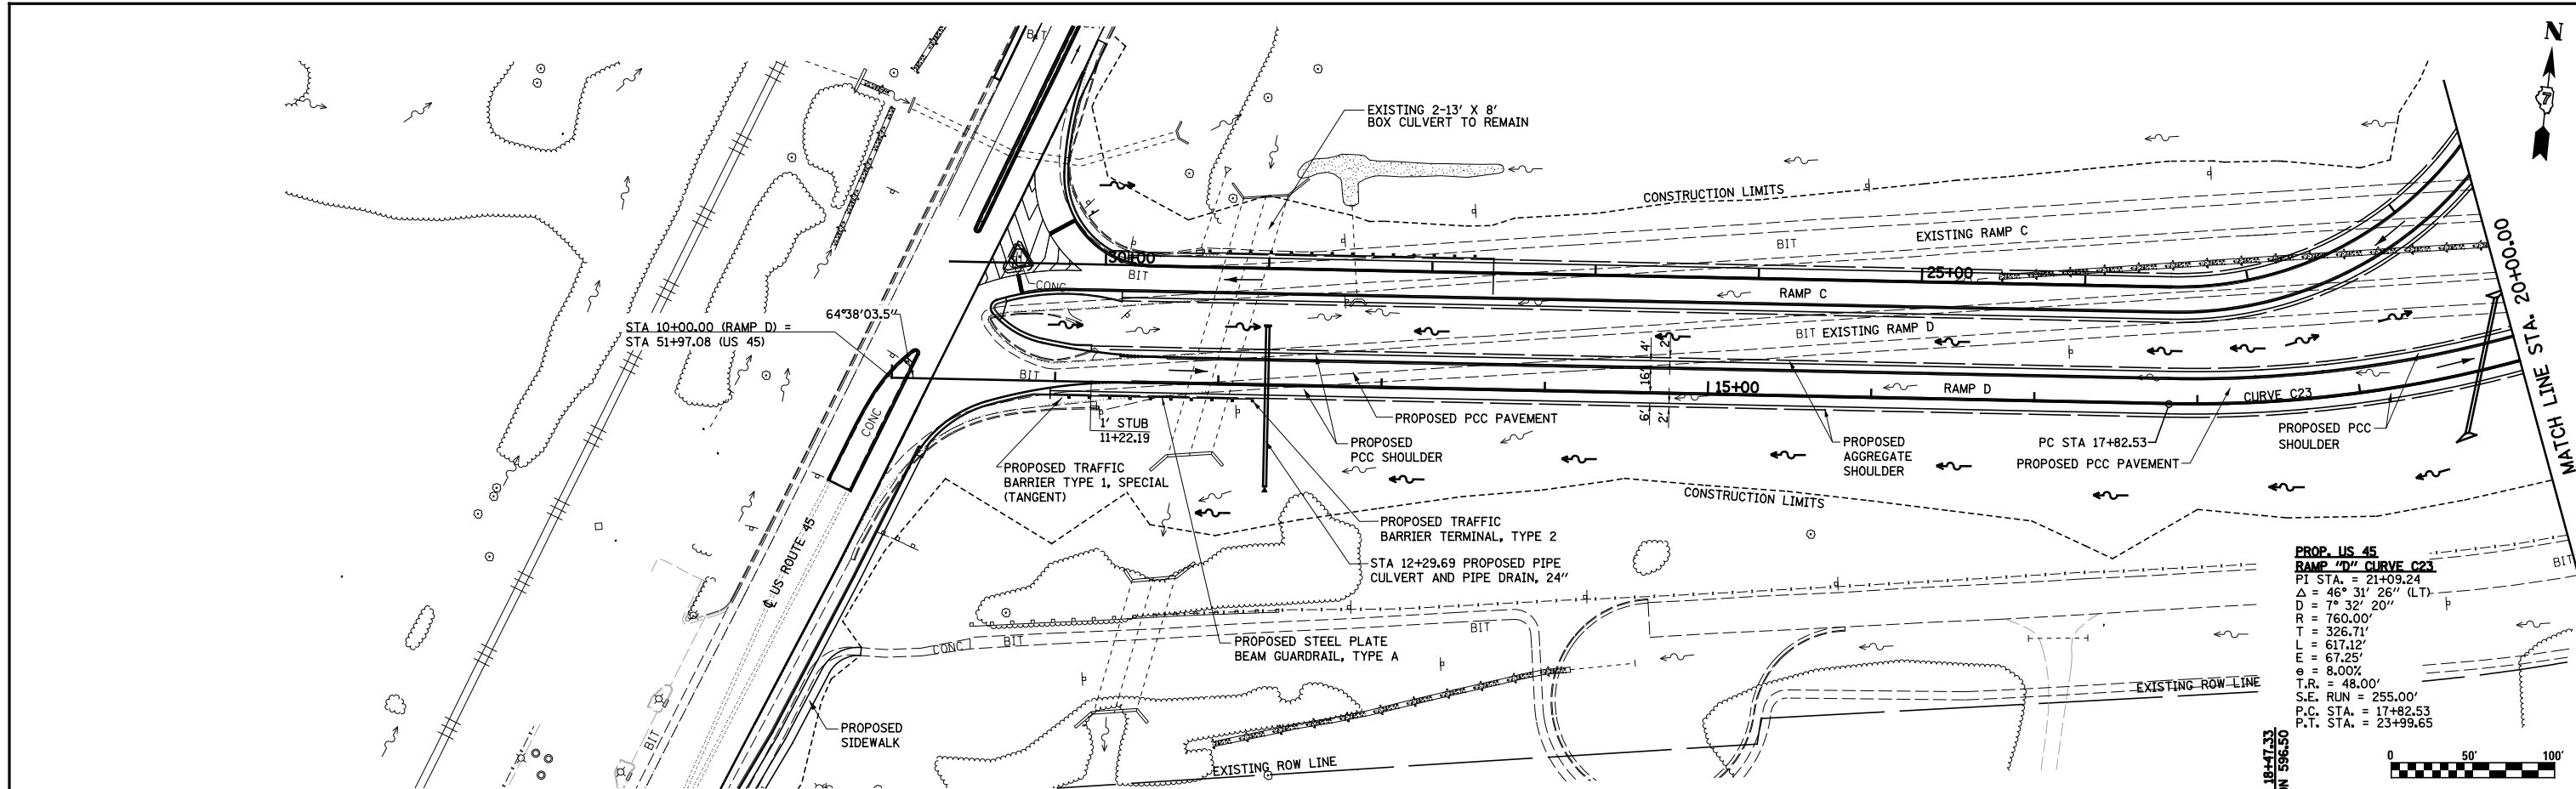 N
7
BIT
EXISTING 2-13' X 8'
BOX CULVERT TO REMAIN
CONSTRUCTION LIMITS
EXISTING RAMP C
BIT
30+00
BIT
25+00
CONC
RAMP C
MATCH LINE STA. 20+00.00
64°38'03.5"
STA 10+00.00 (RAMP D) =
STA 51+97.08 (US 45)
BIT EXISTING RAMP D
4'
2'
16'
6'
2'
BIT
15+00
RAMP D
CURVE C23
CONC
1' STUB
11+22.19
PROPOSED PCC PAVEMENT
PROPOSED
PCC SHOULDER
PROPOSED
AGGREGATE
SHOULDER
PC STA 17+82.53
PROPOSED PCC PAVEMENT
PROPOSED PCC
SHOULDER
PROPOSED TRAFFIC
BARRIER TYPE 1, SPECIAL
(TANGENT)
CONSTRUCTION LIMITS
PROPOSED TRAFFIC
BARRIER TERMINAL, TYPE 2
STA 12+29.69 PROPOSED PIPE
CULVERT AND PIPE DRAIN, 24"
℄ US ROUTE 45
PROP. US 45
RAMP "D" CURVE C23
PI STA. = 21+09.24
Δ = 46° 31' 26" (LT)
D = 7° 32' 20"
R = 760.00'
T = 326.71'
L = 617.12'
E = 67.25'
e = 8.00%
T.R. = 48.00'
S.E. RUN = 255.00'
P.C. STA. = 17+82.53
P.T. STA. = 23+99.65
BIT
BIT
CONC
BIT
PROPOSED STEEL PLATE
BEAM GUARDRAIL, TYPE A
EXISTING ROW LINE
PROPOSED
SIDEWALK
BIT
EXISTING ROW LINE
18+47.33
596.50
0 50' 100'